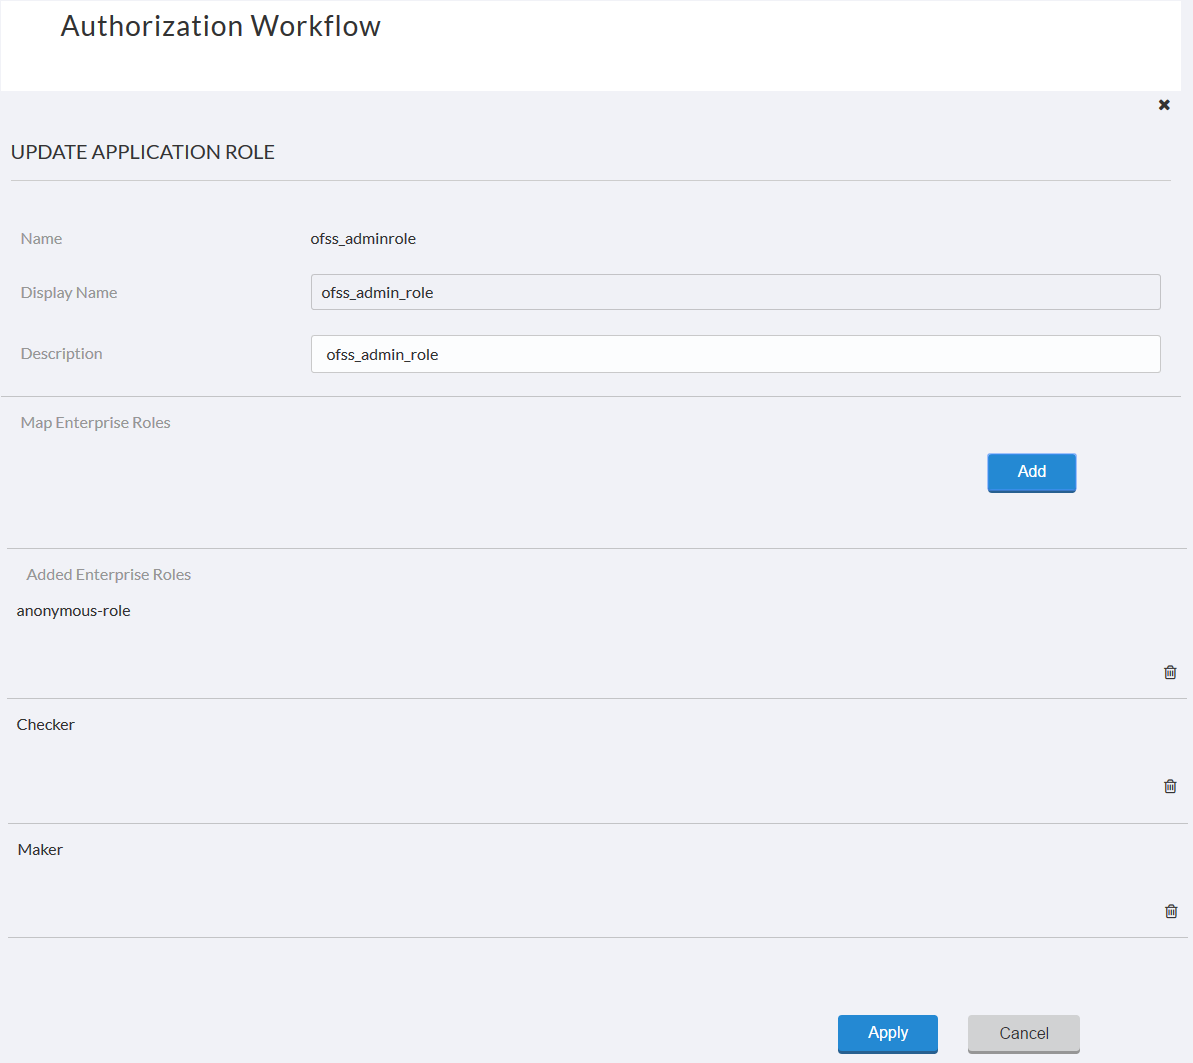 Authorization Workflow
UPDATE APPLICATION ROLE
Name ofss_adminrole
Display Name ofss_admin_role
Description ofss_admin_role
Map Enterprise Roles
Add
Added Enterprise Roles
anonymous-role
Checker
Maker
Apply Cancel